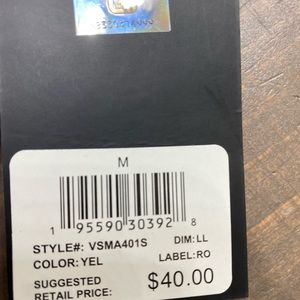 M
1 95590 30392 8
STYLE#: VSMA401S DIM: LL
COLOR: YEL LABEL: RO
SUGGESTED
RETAIL PRICE: $40.00